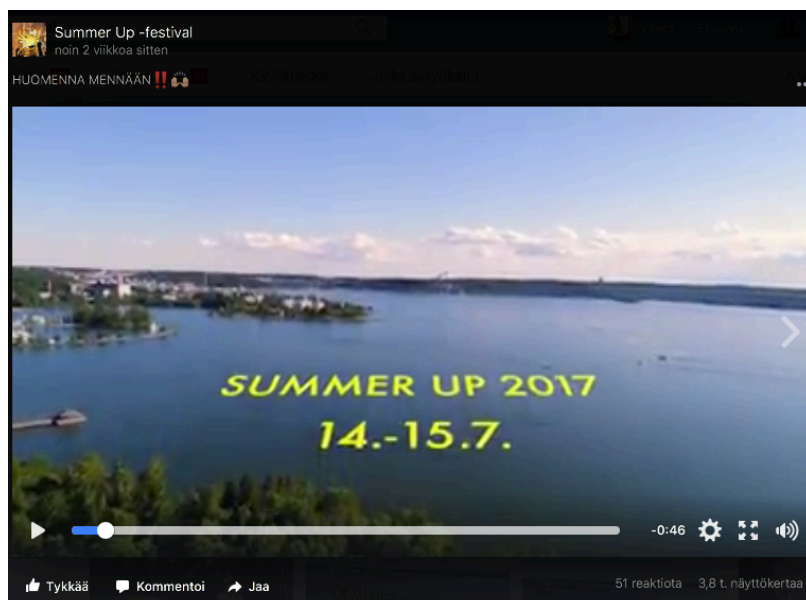 Summer Up -festival
noin 2 viikkoa sitten
HUOMENNA MENNÄÄN‼️🙌
SUMMER UP 2017
14.-15.7.
-0:46
Tykkää Kommentoi Jaa 51 reaktiota 3,8 t. näyttökertaa